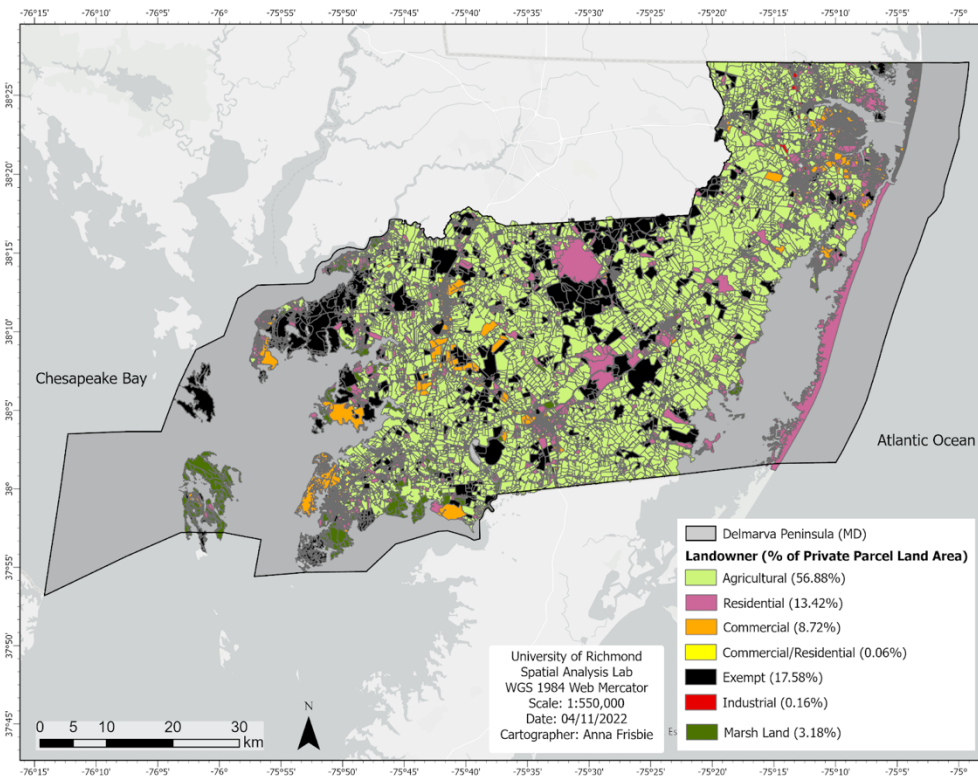 -76°15' -76°10' -76°5' -76° -75°55' -75°50' -75°45' -75°40' -75°35' -75°30' -75°25' -75°20' -75°15' -75°10' -75°5' -75°
38°25'
38°20'
38°15'
38°10'
38°5'
38°
37°55'
37°50'
37°45'
Chesapeake Bay
Atlantic Ocean
Delmarva Peninsula (MD)
Landowner (% of Private Parcel Land Area)
Agricultural (56.88%)
Residential (13.42%)
Commercial (8.72%)
Commercial/Residential (0.06%)
Exempt (17.58%)
Industrial (0.16%)
Marsh Land (3.18%)
University of Richmond
Spatial Analysis Lab
WGS 1984 Web Mercator
Scale: 1:550,000
Date: 04/11/2022
Cartographer: Anna Frisbie
Es
N
0 5 10 20 30
km
-76°15' -76°10' -76°5' -76° -75°55' -75°50' -75°45' -75°40' -75°35' -75°30' -75°25' -75°20' -75°15' -75°10' -75°5' -75°